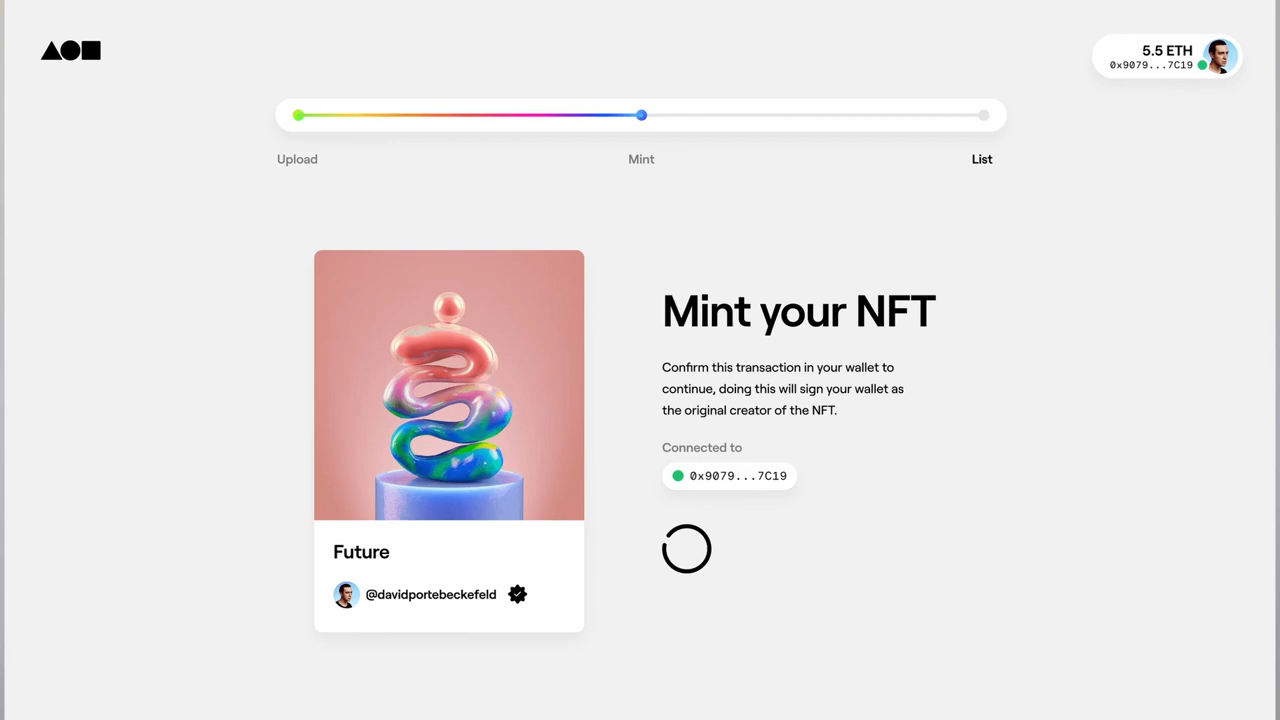 5.5 ETH
0x9079...7C19
Upload
Mint
List
Mint your NFT
Confirm this transaction in your wallet to
continue, doing this will sign your wallet as
the original creator of the NFT.
Connected to
0x9079...7C19
Future
@davidportebeckefeld